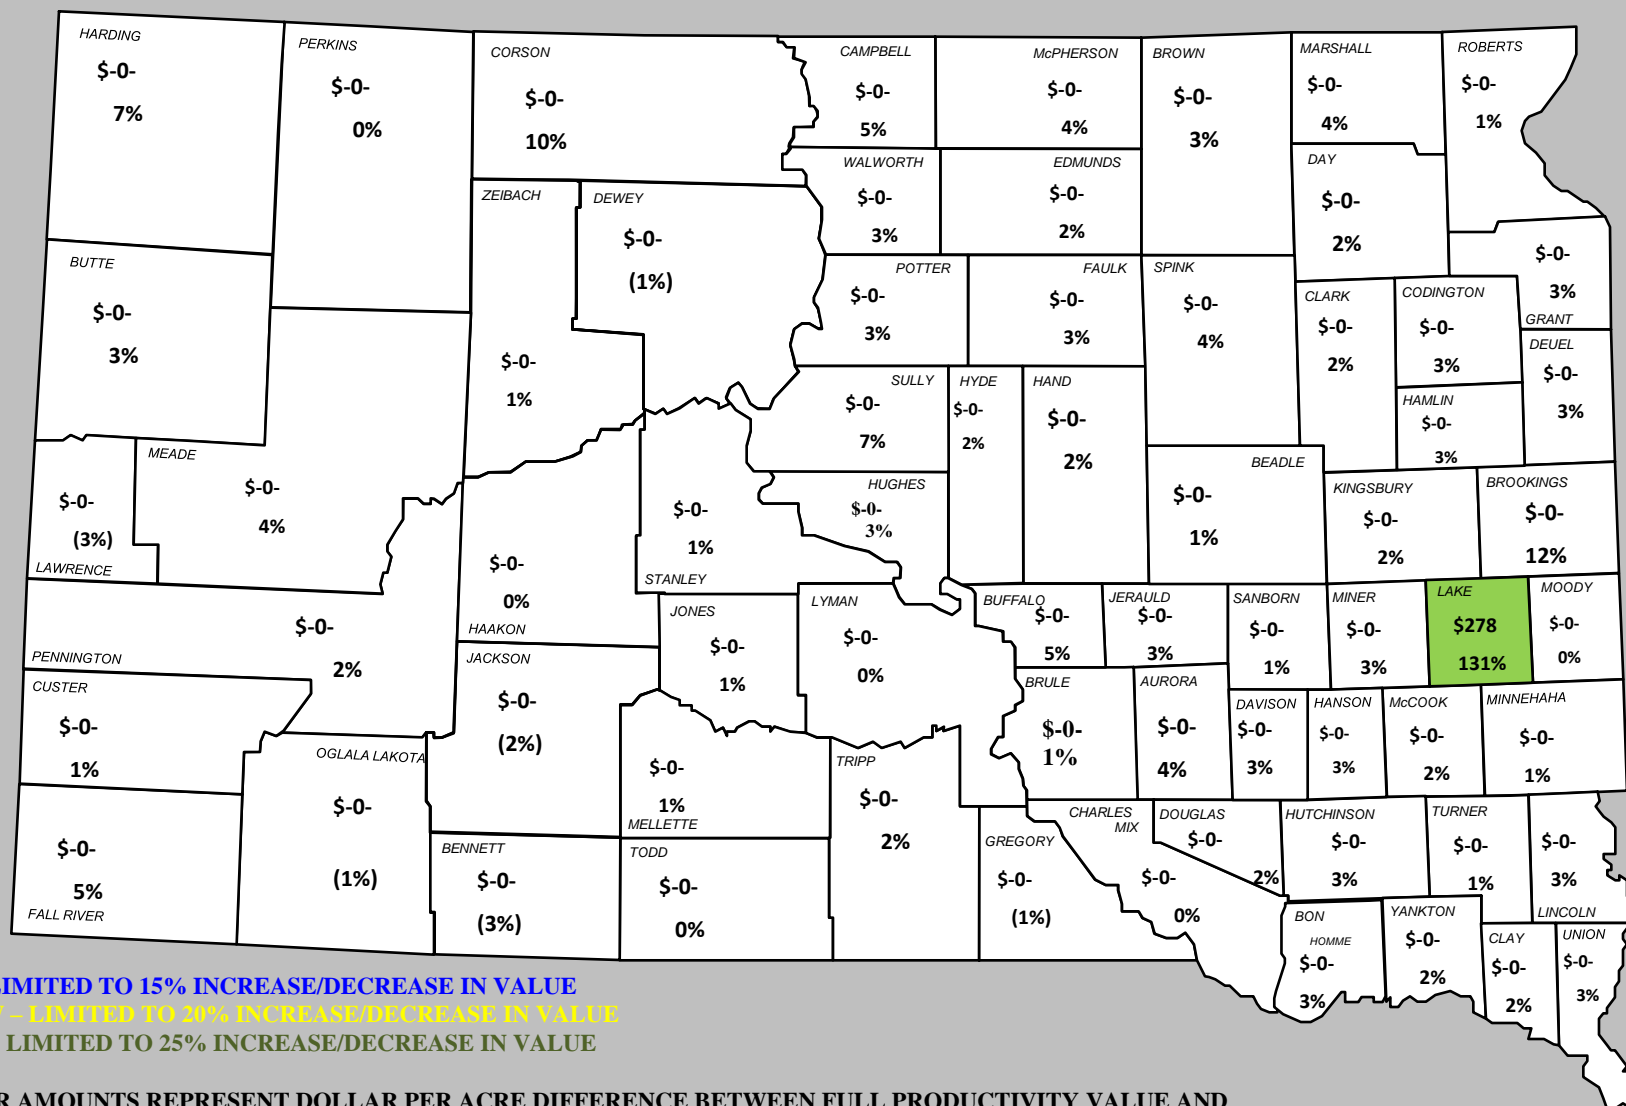 HARDING
$-0-
7%
PERKINS
$-0-
0%
CORSON
$-0-
10%
CAMPBELL
$-0-
5%
McPHERSON
$-0-
4%
BROWN
$-0-
3%
MARSHALL
$-0-
4%
ROBERTS
$-0-
1%
ZEIBACH
$-0-
1%
DEWEY
$-0-
(1%)
WALWORTH
$-0-
3%
EDMUNDS
$-0-
2%
DAY
$-0-
2%
$-0-
3%
GRANT
BUTTE
$-0-
3%
POTTER
$-0-
3%
FAULK
$-0-
3%
SPINK
$-0-
4%
CLARK
$-0-
2%
CODINGTON
$-0-
3%
DEUEL
$-0-
3%
HAMLIN
$-0-
3%
SULLY
$-0-
7%
HYDE
$-0-
2%
HAND
$-0-
2%
$-0-
(3%)
LAWRENCE
MEADE
$-0-
4%
$-0-
0%
HAAKON
$-0-
1%
STANLEY
HUGHES
$-0-
3%
BEADLE
$-0-
1%
KINGSBURY
$-0-
2%
BROOKINGS
$-0-
12%
$-0-
2%
PENNINGTON
JACKSON
$-0-
(2%)
JONES
$-0-
1%
LYMAN
$-0-
0%
BUFFALO
$-0-
5%
JERAULD
$-0-
3%
SANBORN
$-0-
1%
MINER
$-0-
3%
LAKE
$278
131%
MOODY
$-0-
0%
CUSTER
$-0-
1%
OGLALA LAKOTA
$-0-
(1%)
$-0-
1%
MELLETTE
TRIPP
$-0-
2%
BRULE
$-0-
1%
AURORA
$-0-
4%
DAVISON
$-0-
3%
HANSON
$-0-
3%
McCOOK
$-0-
2%
MINNEHAHA
$-0-
1%
$-0-
5%
FALL RIVER
BENNETT
$-0-
(3%)
TODD
$-0-
0%
GREGORY
$-0-
(1%)
CHARLES
MIX
$-0-
0%
DOUGLAS
$-0-
2%
HUTCHINSON
$-0-
3%
TURNER
$-0-
1%
$-0-
3%
LINCOLN
BON
HOMME
$-0-
3%
YANKTON
$-0-
2%
CLAY
$-0-
2%
UNION
$-0-
3%
LIMITED TO 15% INCREASE/DECREASE IN VALUE
– LIMITED TO 20% INCREASE/DECREASE IN VALUE
LIMITED TO 25% INCREASE/DECREASE IN VALUE
R AMOUNTS REPRESENT DOLLAR PER ACRE DIFFERENCE BETWEEN FULL PRODUCTIVITY VALUE AND